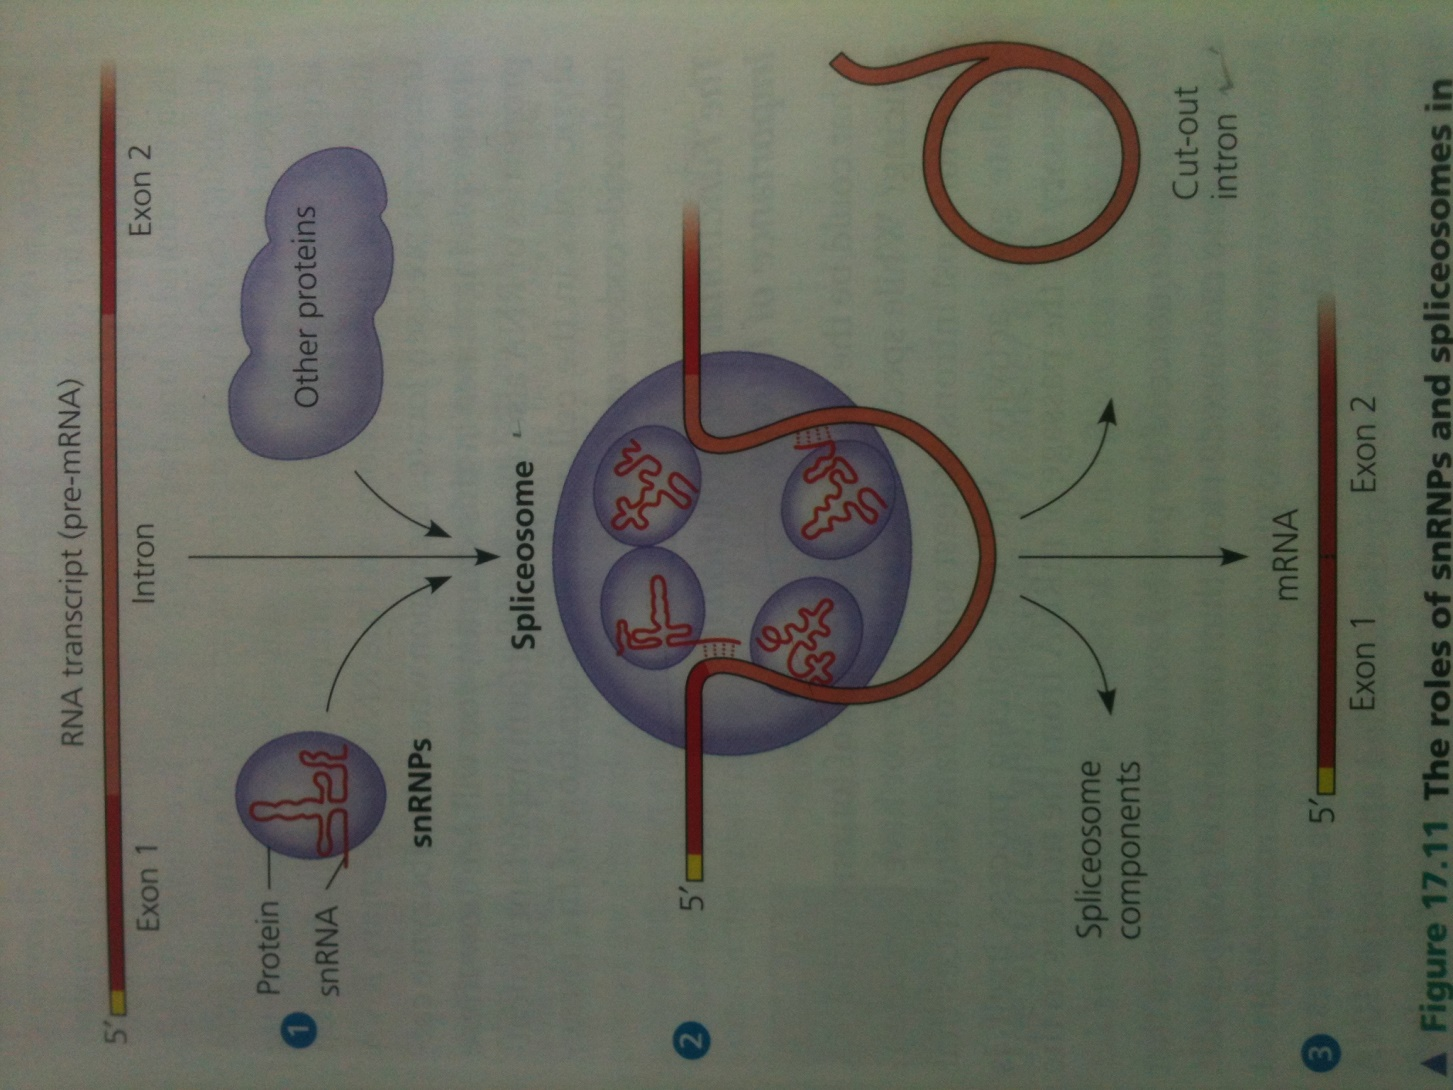 RNA transcript (pre-mRNA)
5′
Exon 1
Intron
Exon 2
1
Protein
snRNA
snRNPs
Other proteins
Spliceosome
2
5′
Spliceosome
components
Cut-out
intron
3
mRNA
5′
Exon 1
Exon 2
▲ Figure 17.11 The roles of snRNPs and spliceosomes in